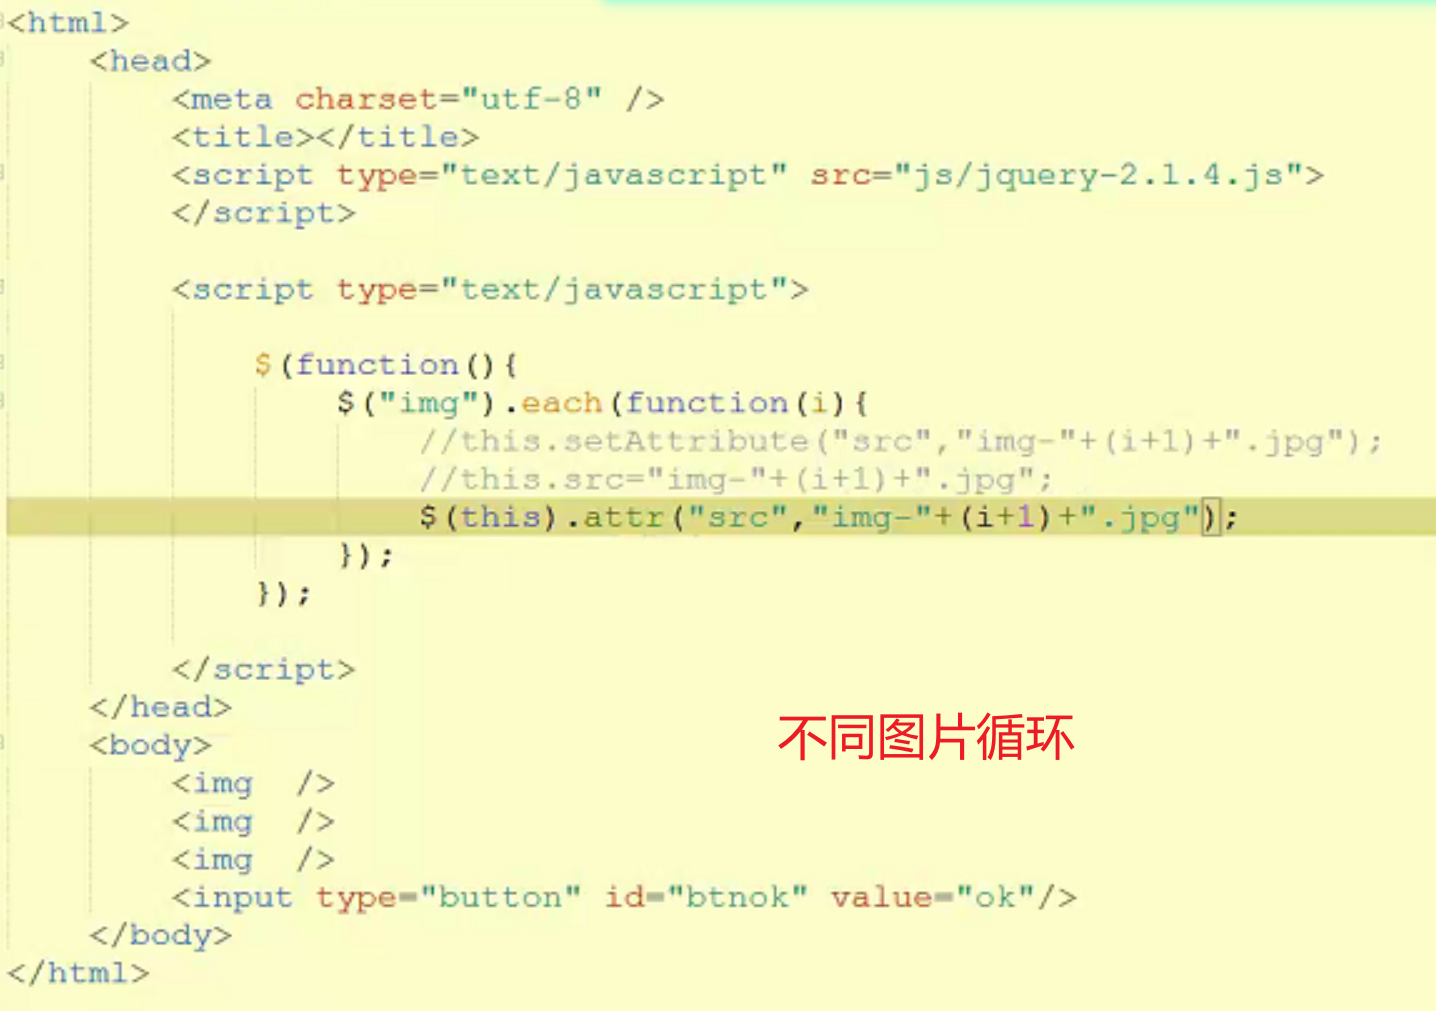 <html>
<head>
<meta charset="utf-8" />
<title></title>
<script type="text/javascript" src="js/jquery-2.1.4.js">
</script>
<script type="text/javascript">
$(function(){
$("img").each(function(i){
//this.setAttribute("src","img-"+(i+1)+".jpg");
//this.src="img-"+(i+1)+".jpg";
$(this).attr("src","img-"+(i+1)+".jpg");
});
});
</script>
</head>
不同图片循环
<body>
<img  />
<img  />
<img  />
<input type="button" id="btnok" value="ok"/>
</body>
</html>